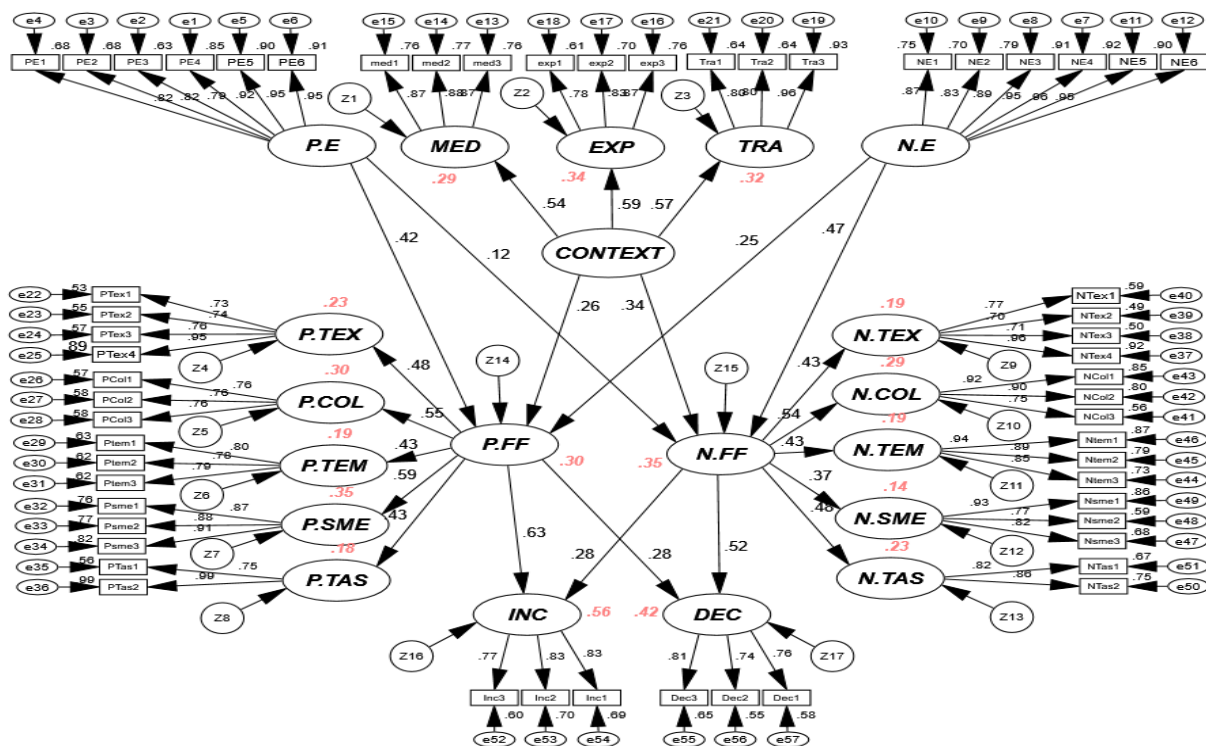 e4 e3 e2 e1 e5 e6 e15 e14 e13 e18 e17 e16 e21 e20 e19 e10 e9 e8 e7 e11 e12
.68 .68 .63 .85 .90 .91 .76 .77 .76 .61 .70 .76 .64 .64 .93 .75 .70 .79 .91 .92 .90
PE1 PE2 PE3 PE4 PE5 PE6 med1 med2 med3 exp1 exp2 exp3 Tra1 Tra2 Tra3 NE1 NE2 NE3 NE4 NE5 NE6
.82 .82 .79 .92 .95 .95 .87 .88 .87 .78 .83 .87 .80 .80 .96 .87 .83 .89 .95 .96 .95
Z1 Z2 Z3
P.E MED EXP TRA N.E
.29 .34 .32
.54 .59 .57
.42 .12 CONTEXT .25 .47
.26 .34
e22 .53 PTex1 .73
e23 .55 PTex2 .74
e24 .57 PTex3 .76
e25 .89 PTex4 .95
.23 P.TEX Z4
e26 .57 PCol1 .76
e27 .58 PCol2 .76
e28 .58 PCol3 .76
.30 P.COL Z5
e29 .63 Ptem1 .80
e30 .62 Ptem2 .78
e31 .62 Ptem3 .79
.19 P.TEM Z6
e32 .76 Psme1 .87
e33 .77 Psme2 .88
e34 .82 Psme3 .91
.35 P.SME Z7
e35 .56 PTas1 .75
e36 .99 PTas2 .99
.18 P.TAS Z8
.48 .55 .43 .59 .43
Z14 P.FF .30
Z15 N.FF .35
.43 .54 .43 .37 .48
.19 N.TEX Z9
.77 NTex1 .59 e40
.70 NTex2 .49 e39
.71 NTex3 .50 e38
.96 NTex4 .92 e37
.29 N.COL Z10
.92 NCol1 .85 e43
.90 NCol2 .80 e42
.75 NCol3 .56 e41
.19 N.TEM Z11
.94 Ntem1 .87 e46
.89 Ntem2 .79 e45
.85 Ntem3 .73 e44
.14 N.SME Z12
.93 Nsme1 .86 e49
.77 Nsme2 .59 e48
.82 Nsme3 .68 e47
.23 N.TAS Z13
.82 NTas1 .67 e51
.86 NTas2 .75 e50
.63 .28 .28 .52
INC .56 .42 DEC
Z16 Z17
.77 .83 .83 .81 .74 .76
Inc3 Inc2 Inc1 Dec3 Dec2 Dec1
.60 .70 .69 .65 .55 .58
e52 e53 e54 e55 e56 e57